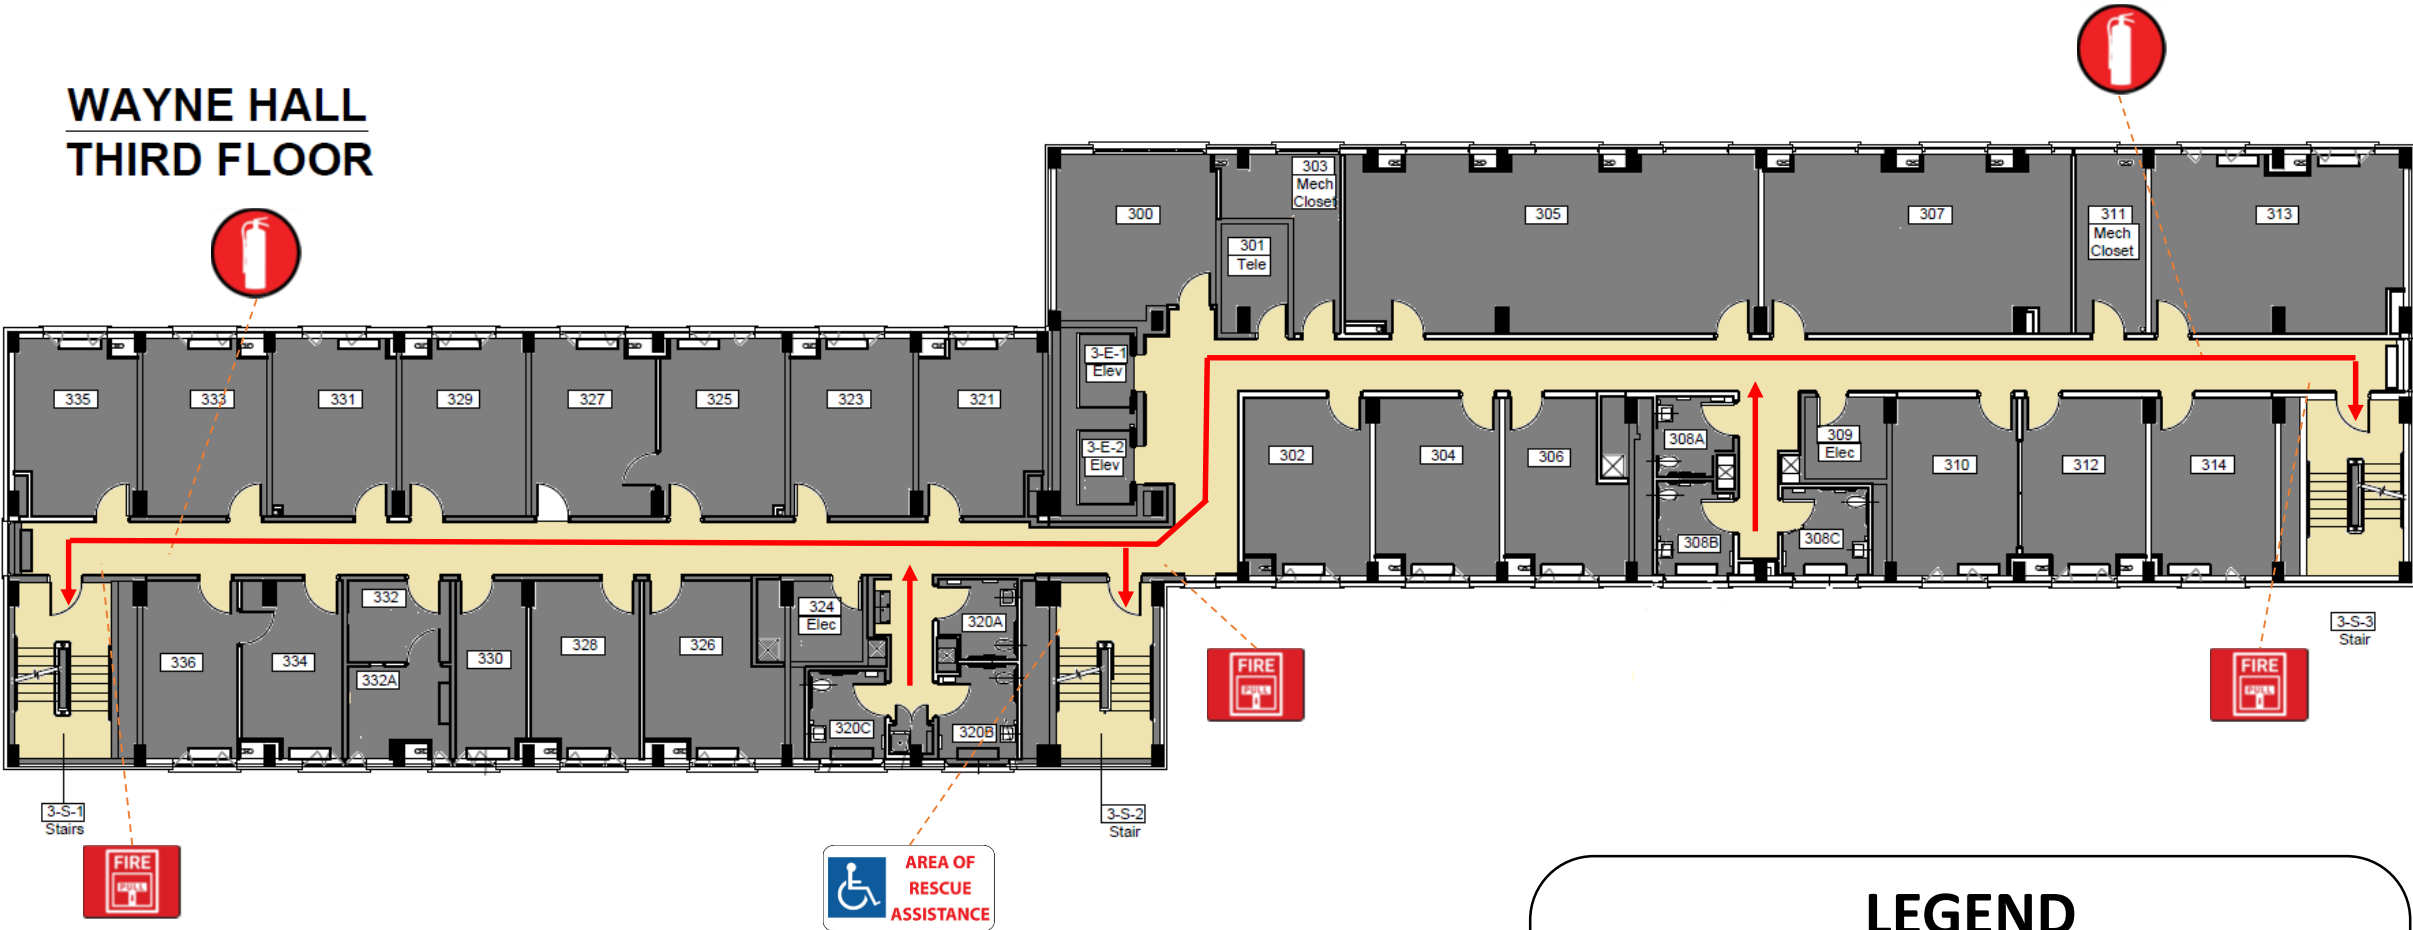 WAYNE HALL
THIRD FLOOR
303
Mech
Closet
300
305
307
311
Mech
Closet
313
301
Tele
3-E-1
Elev
335
333
331
329
327
325
323
321
3-E-2
Elev
302
304
306
308A
309
Elec
310
312
314
308B
308C
332
324
Elec
320A
336
334
332A
330
328
326
320C
320B
3-S-3
Stair
FIRE
PULL
FIRE
PULL
3-S-1
Stairs
3-S-2
Stair
FIRE
PULL
AREA OF
RESCUE
ASSISTANCE
LEGEND